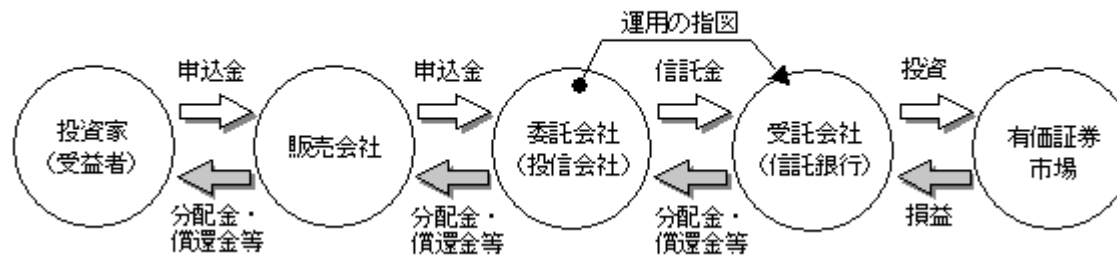 運用の指図
申込金
申込金
信託金
投資
投資家
(受益者)
販売会社
委託会社
(投信会社)
受託会社
(信託銀行)
有価証券
市場
分配金・
償還金等
分配金・
償還金等
分配金・
償還金等
損益